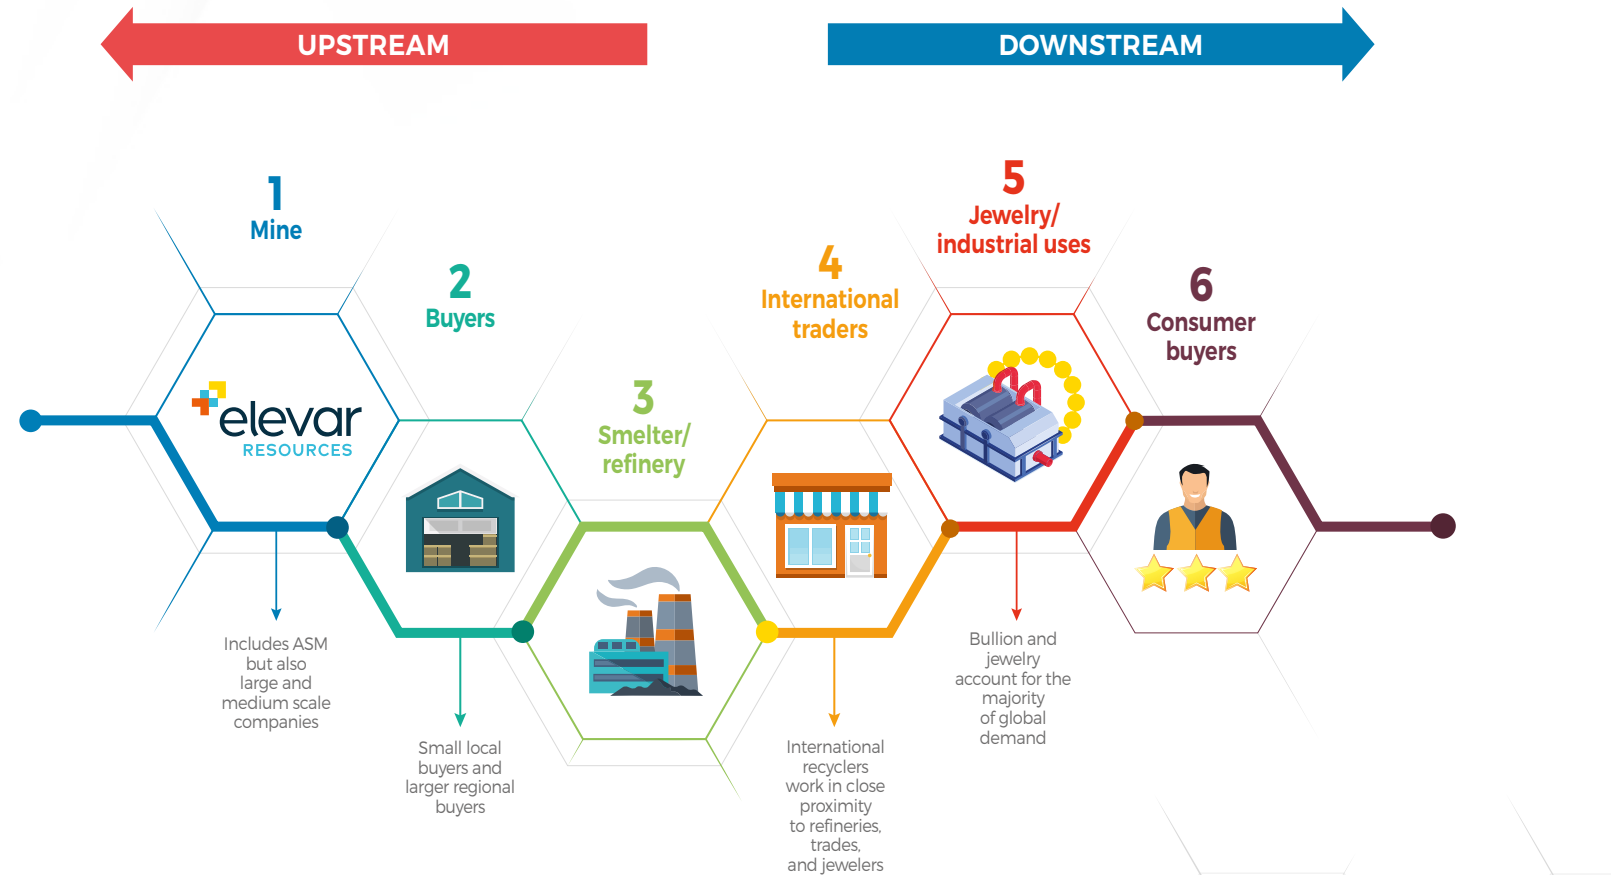 UPSTREAM
DOWNSTREAM
1
Mine
elevar
RESOURCES
Includes ASM
but also
large and
medium scale
companies
2
Buyers
Small local
buyers and
larger regional
buyers
3
Smelter/
refinery
4
International
traders
International
recyclers
work in close
proximity
to refineries,
trades,
and jewelers
5
Jewelry/
industrial uses
Bullion and
jewelry
account for the
majority
of global
demand
6
Consumer
buyers